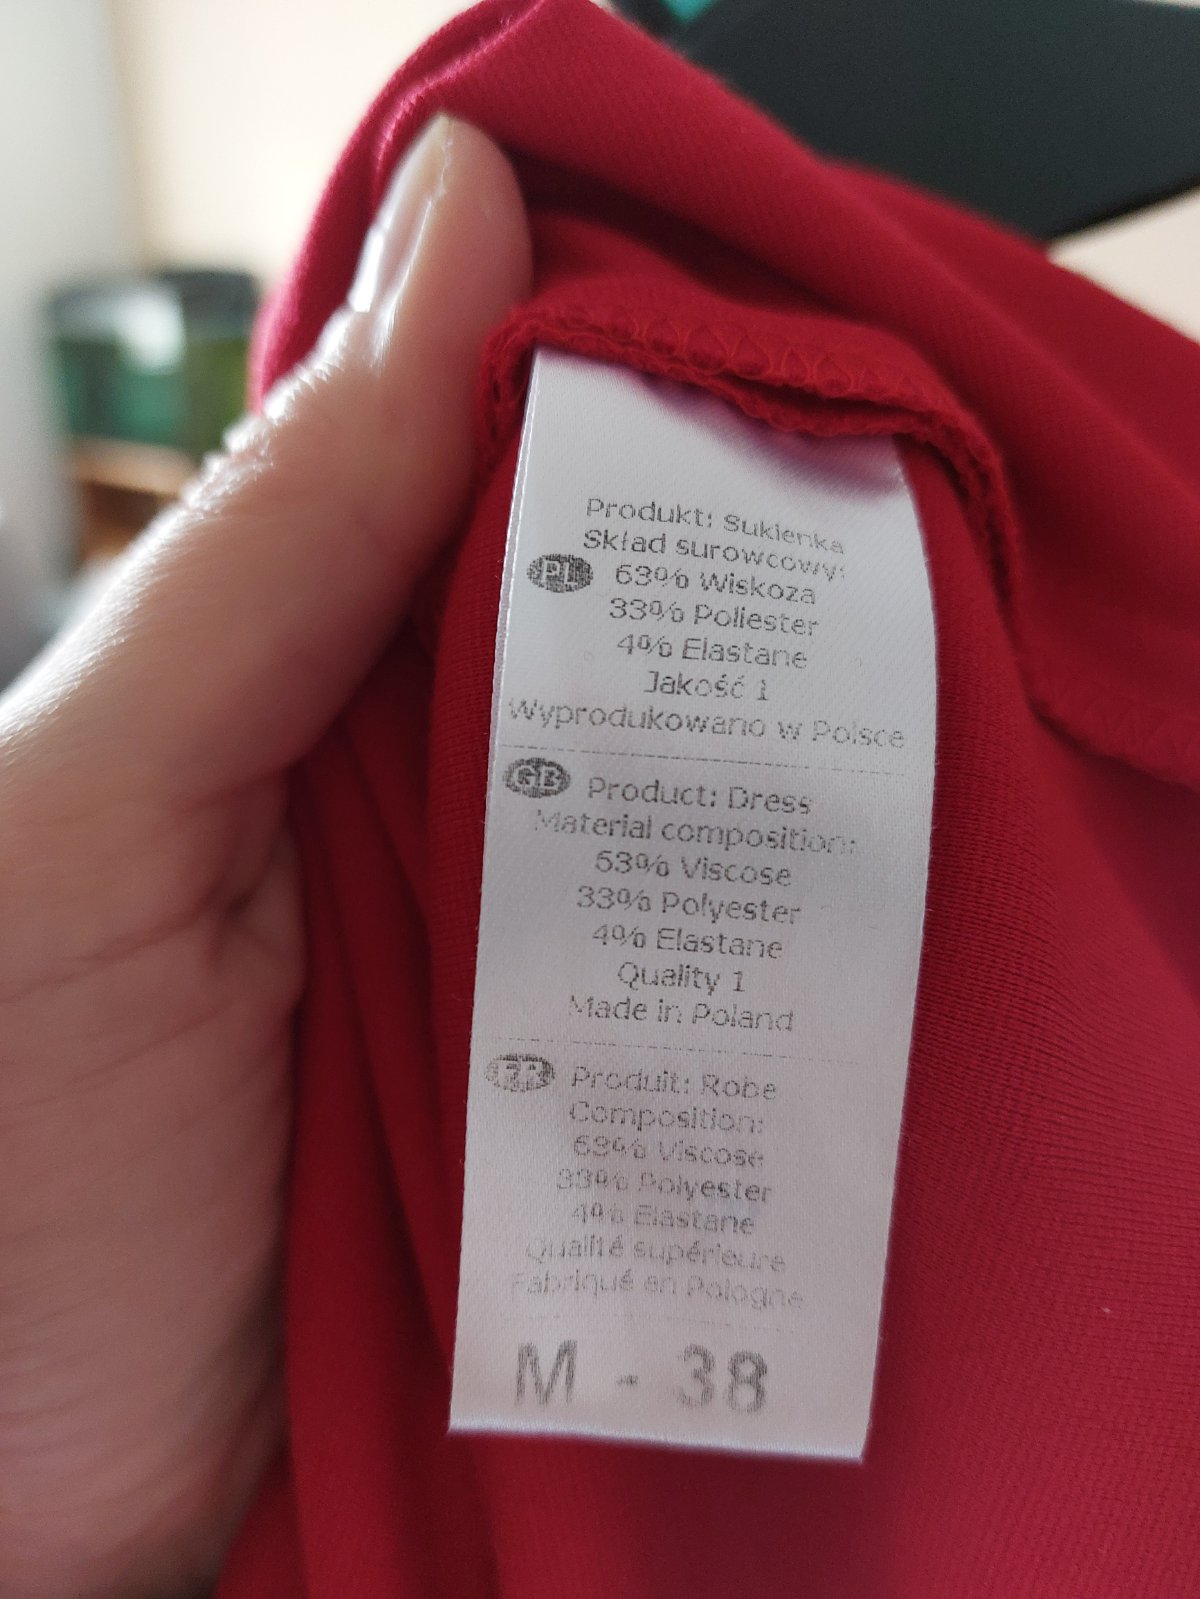 Produkt: Sukienka
Skład surowcowy:
PL 63% Wiskoza
33% Poliester
4% Elastane
Jakość 1
Wyprodukowano w Polsce
GB Product: Dress
Material composition:
63% Viscose
33% Polyester
4% Elastane
Quality 1
Made in Poland
FR Produit: Robe
Composition:
63% Viscose
33% Polyester
4% Elastane
Qualité supérieure
Fabriqué en Pologne
M - 38